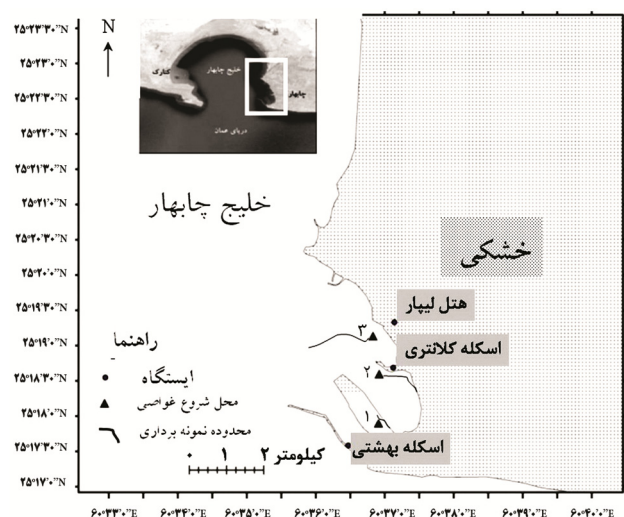 N
۲۵°۲۳'۳۰"N
۲۵°۲۳'۰"N
۲۵°۲۲'۳۰"N
۲۵°۲۲'۰"N
۲۵°۲۱'۳۰"N
۲۵°۲۱'۰"N
۲۵°۲۰'۳۰"N
۲۵°۲۰'۰"N
۲۵°۱۹'۳۰"N
۲۵°۱۹'۰"N
۲۵°۱۸'۳۰"N
۲۵°۱۸'۰"N
۲۵°۱۷'۳۰"N
۲۵°۱۷'۰"N
کنارک
خلیج چابهار
چابهار
دریای عمان
خلیج چابهار
خشکی
هتل لیپار
۳
اسکله کلانتری
۲
۱
اسکله بهشتی
راهنما
ایستگاه
محل شروع غواصی
محدوده نمونه برداری
۰ ۱ ۲ کیلومتر
۶۰°۳۳'۰"E ۶۰°۳۴'۰"E ۶۰°۳۵'۰"E ۶۰°۳۶'۰"E ۶۰°۳۷'۰"E ۶۰°۳۸'۰"E ۶۰°۳۹'۰"E ۶۰°۴۰'۰"E